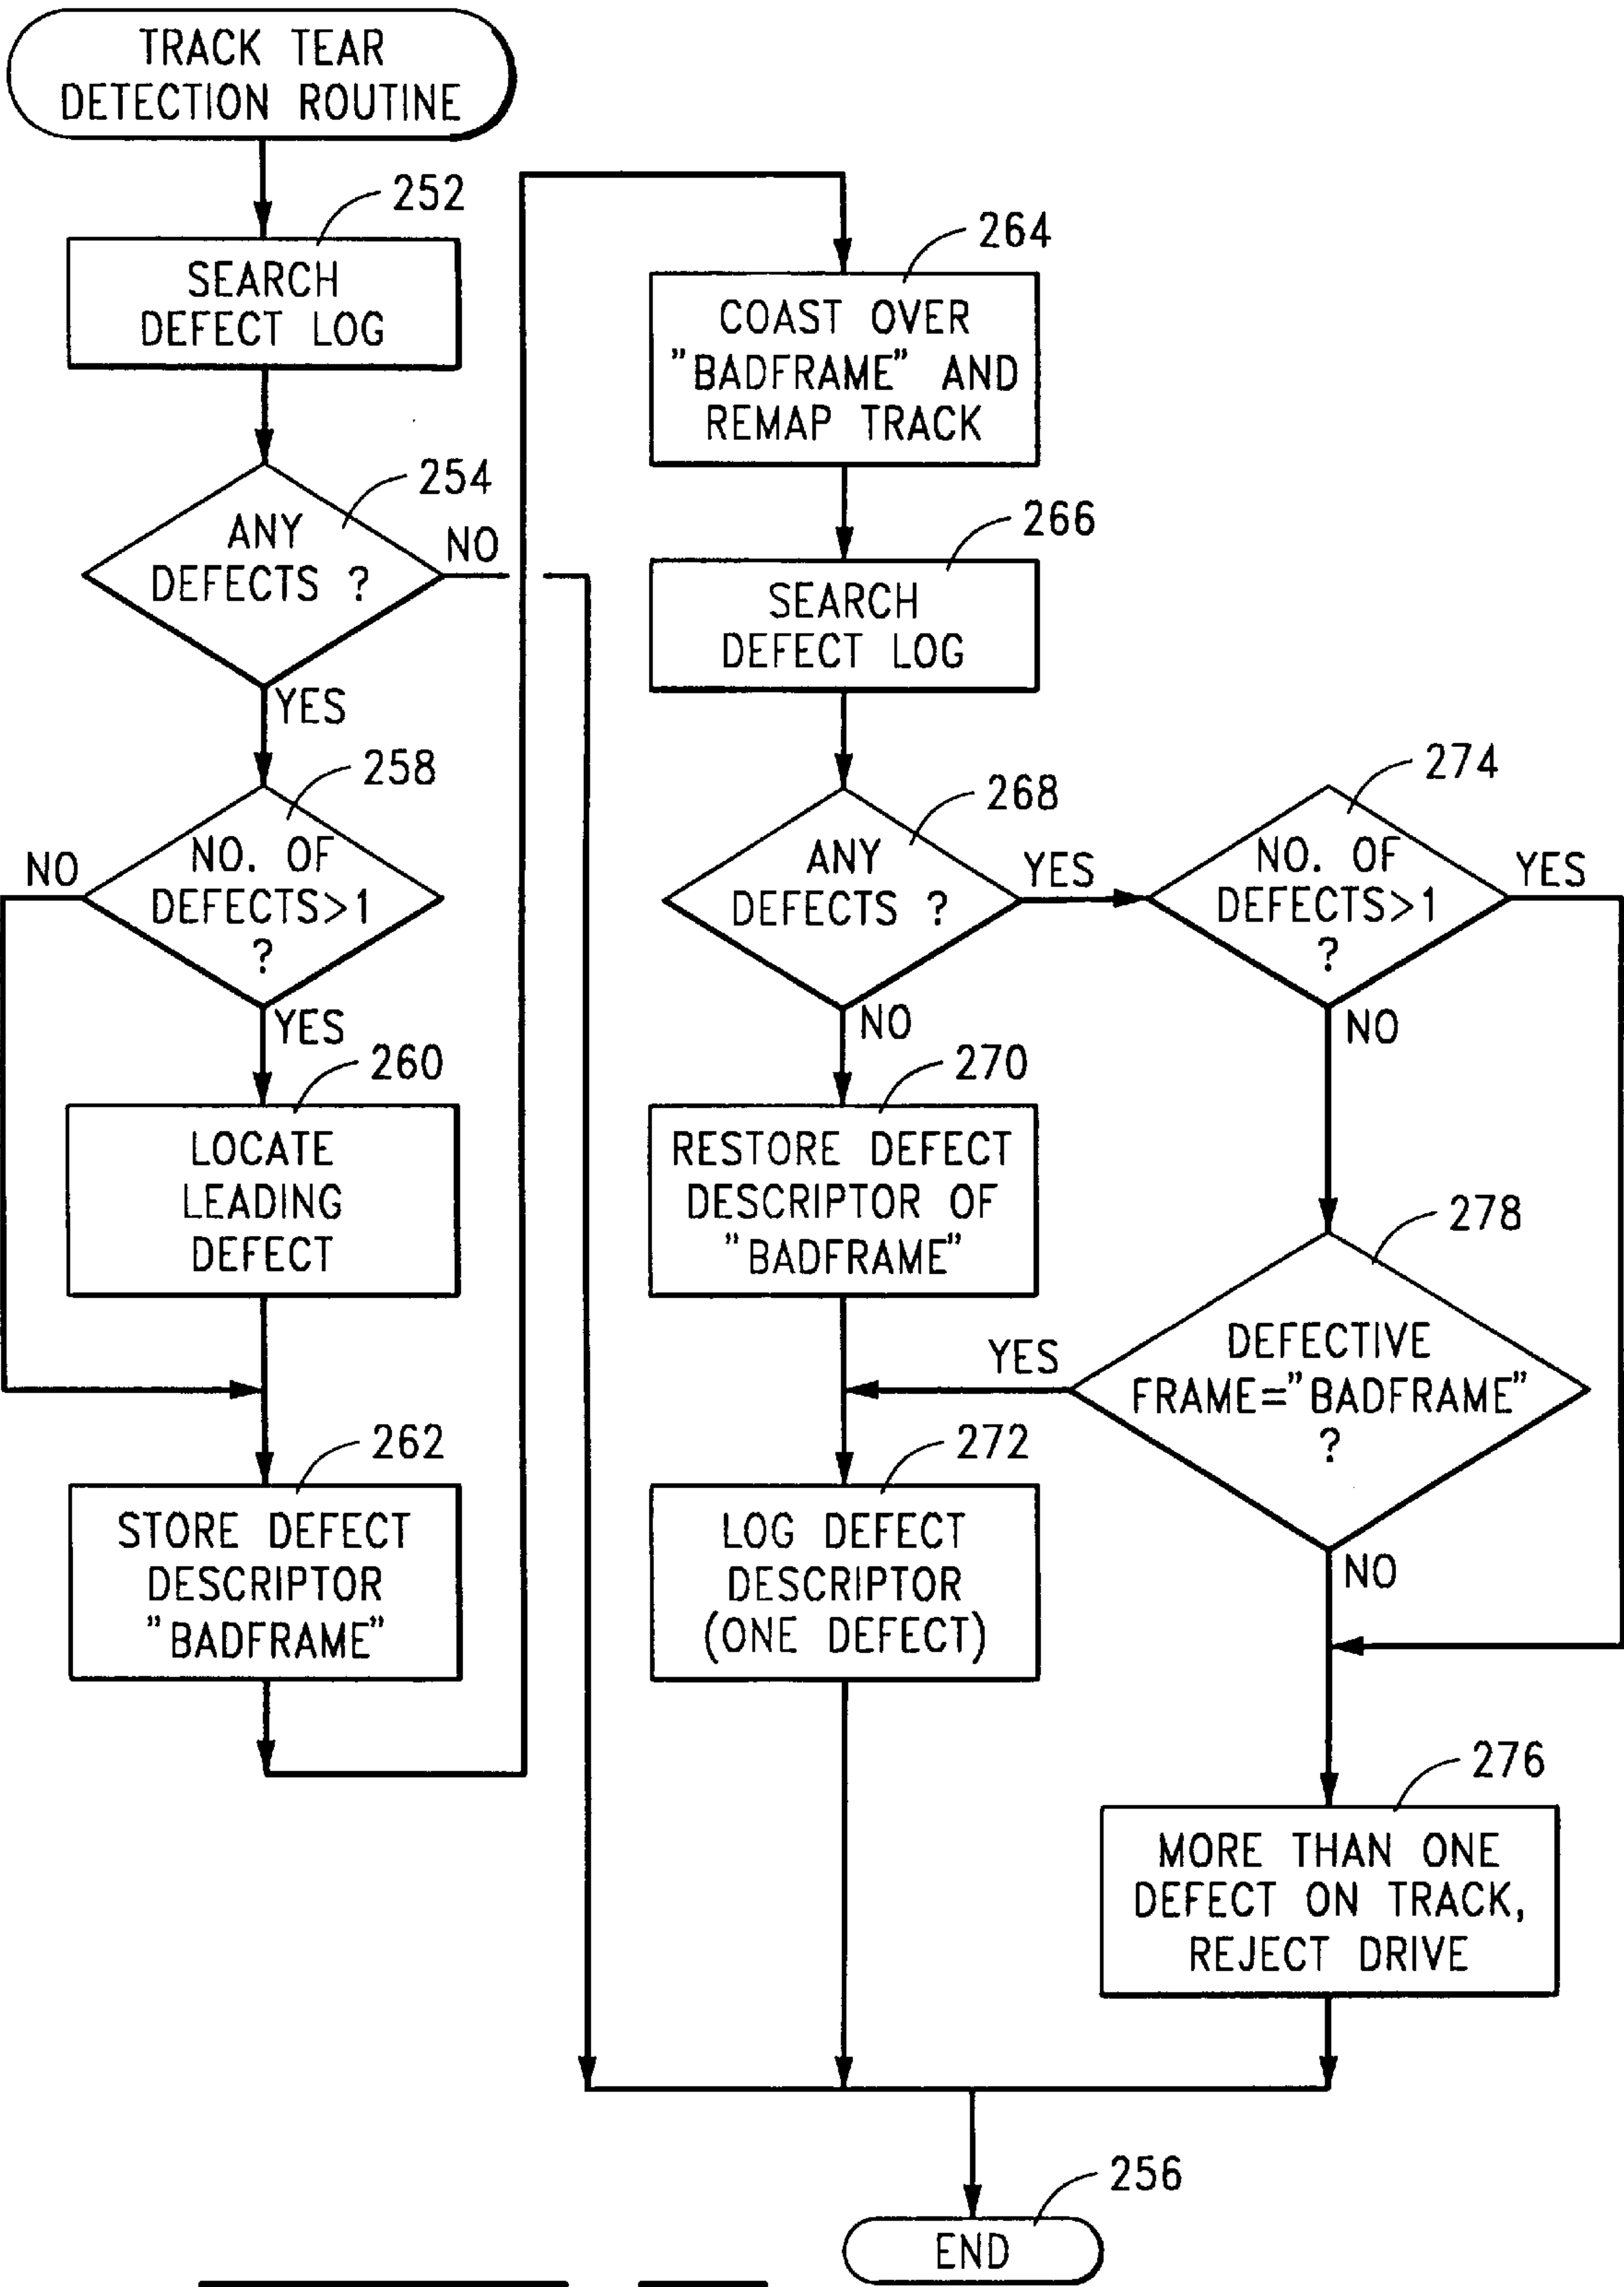 TRACK TEAR
DETECTION ROUTINE
252
SEARCH
DEFECT LOG
254
ANY
DEFECTS ?
NO
YES
258
NO. OF
DEFECTS>1
?
NO
YES
260
LOCATE
LEADING
DEFECT
262
STORE DEFECT
DESCRIPTOR
"BADFRAME"
264
COAST OVER
"BADFRAME" AND
REMAP TRACK
266
SEARCH
DEFECT LOG
268
ANY
DEFECTS ?
YES
NO
270
RESTORE DEFECT
DESCRIPTOR OF
"BADFRAME"
272
LOG DEFECT
DESCRIPTOR
(ONE DEFECT)
274
NO. OF
DEFECTS>1
?
YES
NO
278
DEFECTIVE
FRAME="BADFRAME"
?
YES
NO
276
MORE THAN ONE
DEFECT ON TRACK,
REJECT DRIVE
256
END